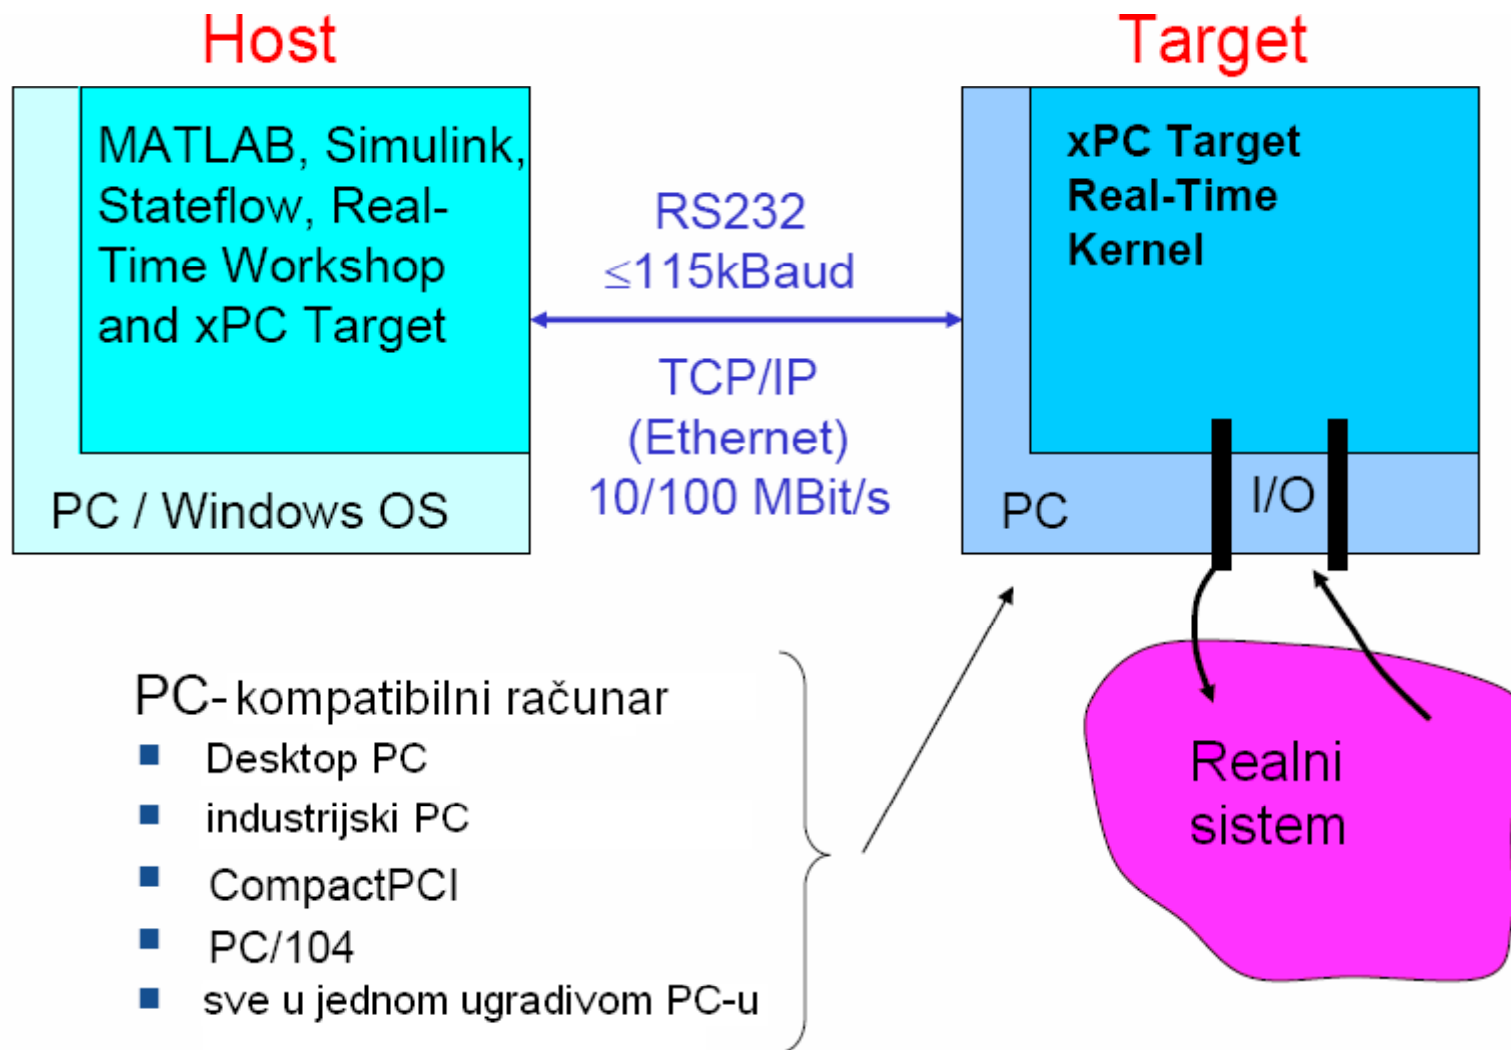 Host
Target
MATLAB, Simulink,
Stateflow, Real-
Time Workshop
and xPC Target
PC / Windows OS
RS232
≤115kBaud
TCP/IP
(Ethernet)
10/100 MBit/s
xPC Target
Real-Time
Kernel
PC
I/O
PC-kompatibilni računar
Desktop PC
industrijski PC
CompactPCI
PC/104
sve u jednom ugradivom PC-u
Realni
sistem